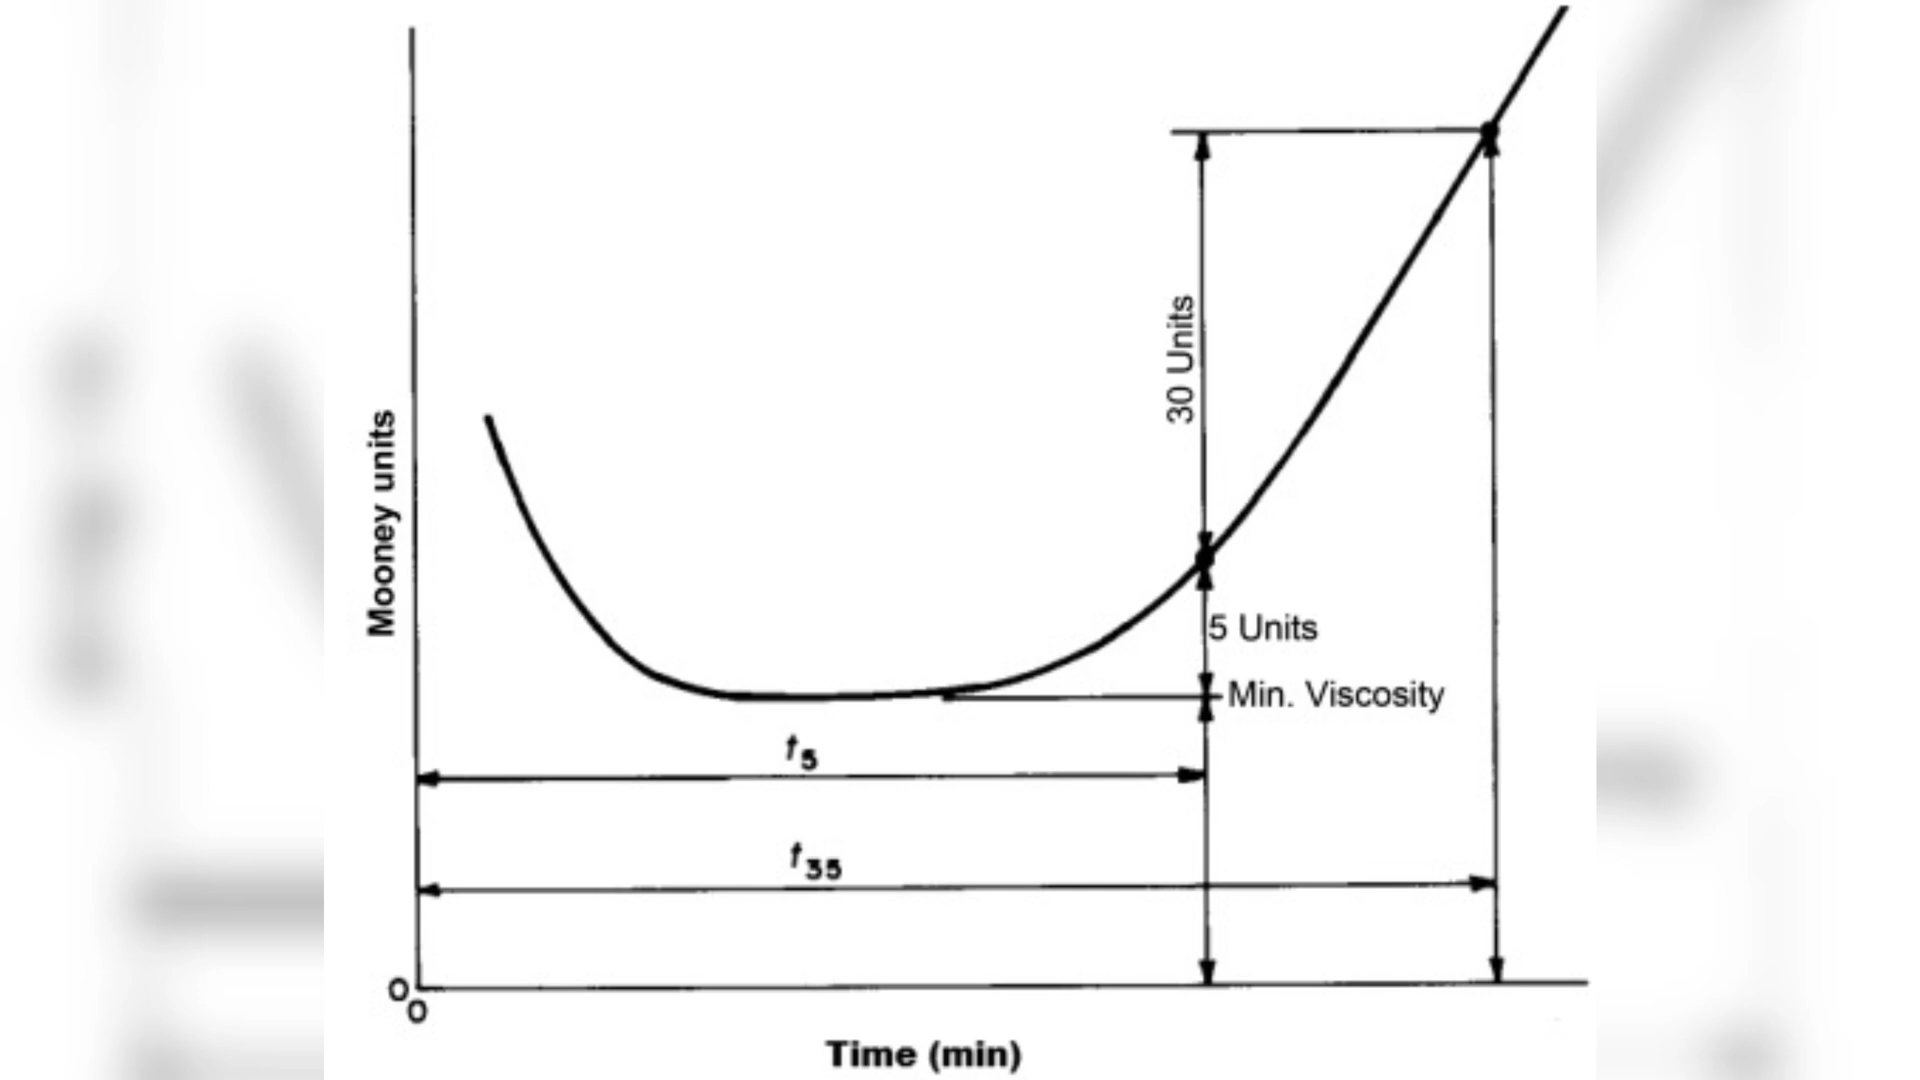 Mooney units
30 Units
5 Units
Min. Viscosity
t5
t35
0
0
Time (min)